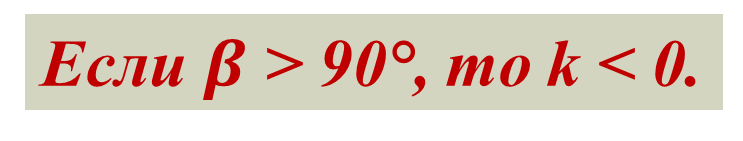 Если β > 90°, то k < 0.